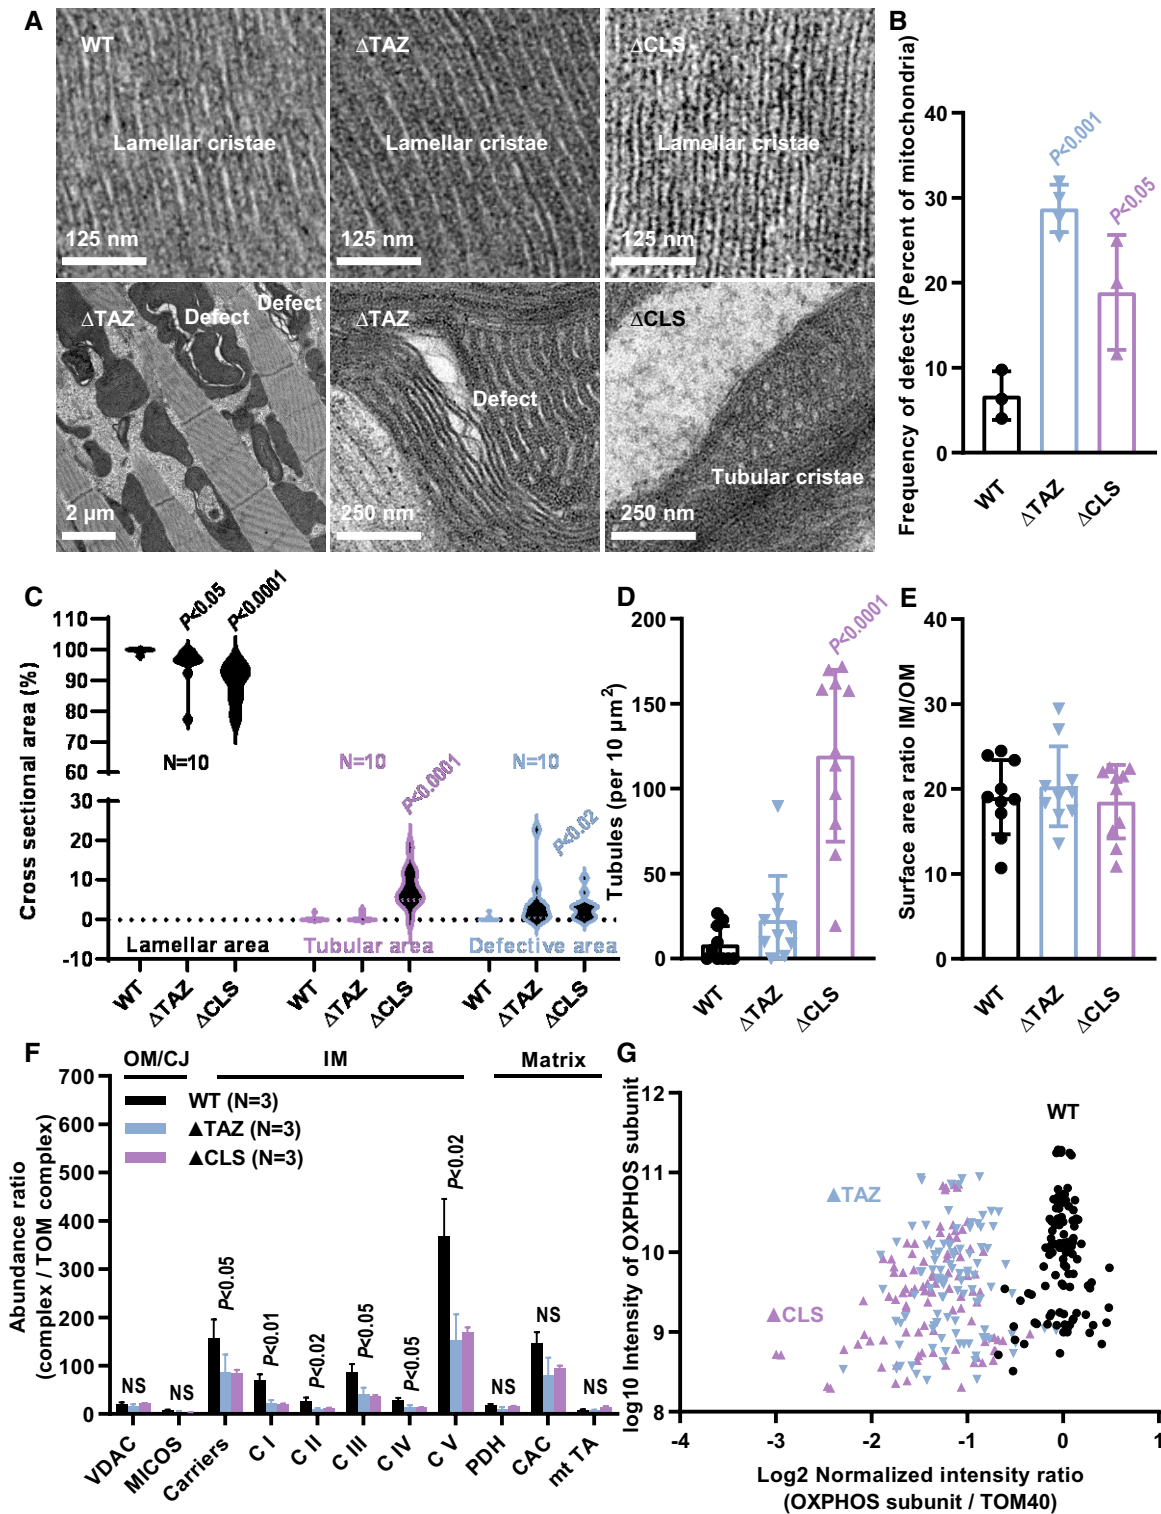 A
WT
Lamellar cristae
125 nm
ΔTAZ
Lamellar cristae
125 nm
ΔCLS
Lamellar cristae
125 nm
ΔTAZ
Defect
Defect
2 µm
ΔTAZ
Defect
250 nm
ΔCLS
Tubular cristae
250 nm
B
Frequency of defects (Percent of mitochondria)
40
30
20
10
0
P<0.001
P<0.05
WT
ΔTAZ
ΔCLS
C
Cross sectional area (%)
110
100
90
80
70
60
30
20
10
0
-10
P<0.05
P<0.0001
N=10
N=10
P<0.0001
N=10
P<0.02
Lamellar area
Tubular area
Defective area
WT
ΔTAZ
ΔCLS
WT
ΔTAZ
ΔCLS
WT
ΔTAZ
ΔCLS
D
Tubules (per 10 µm2)
200
150
100
50
0
P<0.0001
WT
ΔTAZ
ΔCLS
E
Surface area ratio IM/OM
40
30
20
10
0
WT
ΔTAZ
ΔCLS
F
OM/CJ
IM
Matrix
Abundance ratio
(complex / TOM complex)
700
600
500
400
300
200
100
0
WT (N=3)
▲TAZ (N=3)
▲CLS (N=3)
NS
NS
P<0.05
P<0.01
P<0.02
P<0.05
P<0.05
P<0.02
NS
NS
NS
VDAC
MICOS
Carriers
C I
C II
C III
C IV
C V
PDH
CAC
mt TA
G
log10 Intensity of OXPHOS subunit
12
11
10
9
8
WT
▲TAZ
▲CLS
-4
-3
-2
-1
0
1
Log2 Normalized intensity ratio
(OXPHOS subunit / TOM40)